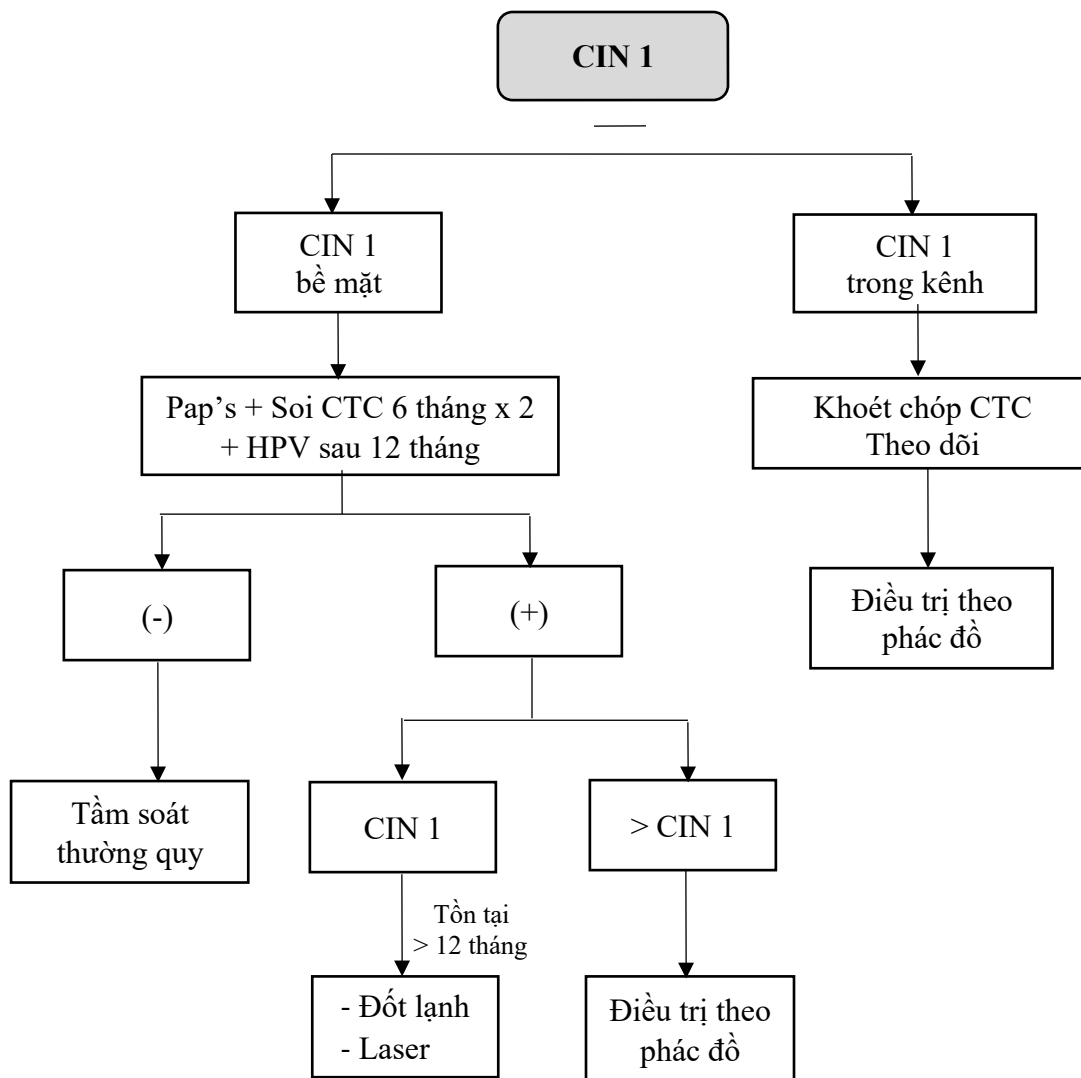 CIN 1
CIN 1
bề mặt
CIN 1
trong kênh
Pap’s + Soi CTC 6 tháng x 2
+ HPV sau 12 tháng
Khoét chóp CTC
Theo dõi
(-)
(+)
Điều trị theo
phác đồ
Tầm soát
thường quy
CIN 1
> CIN 1
Tồn tại
> 12 tháng
- Đốt lạnh
- Laser
Điều trị theo
phác đồ